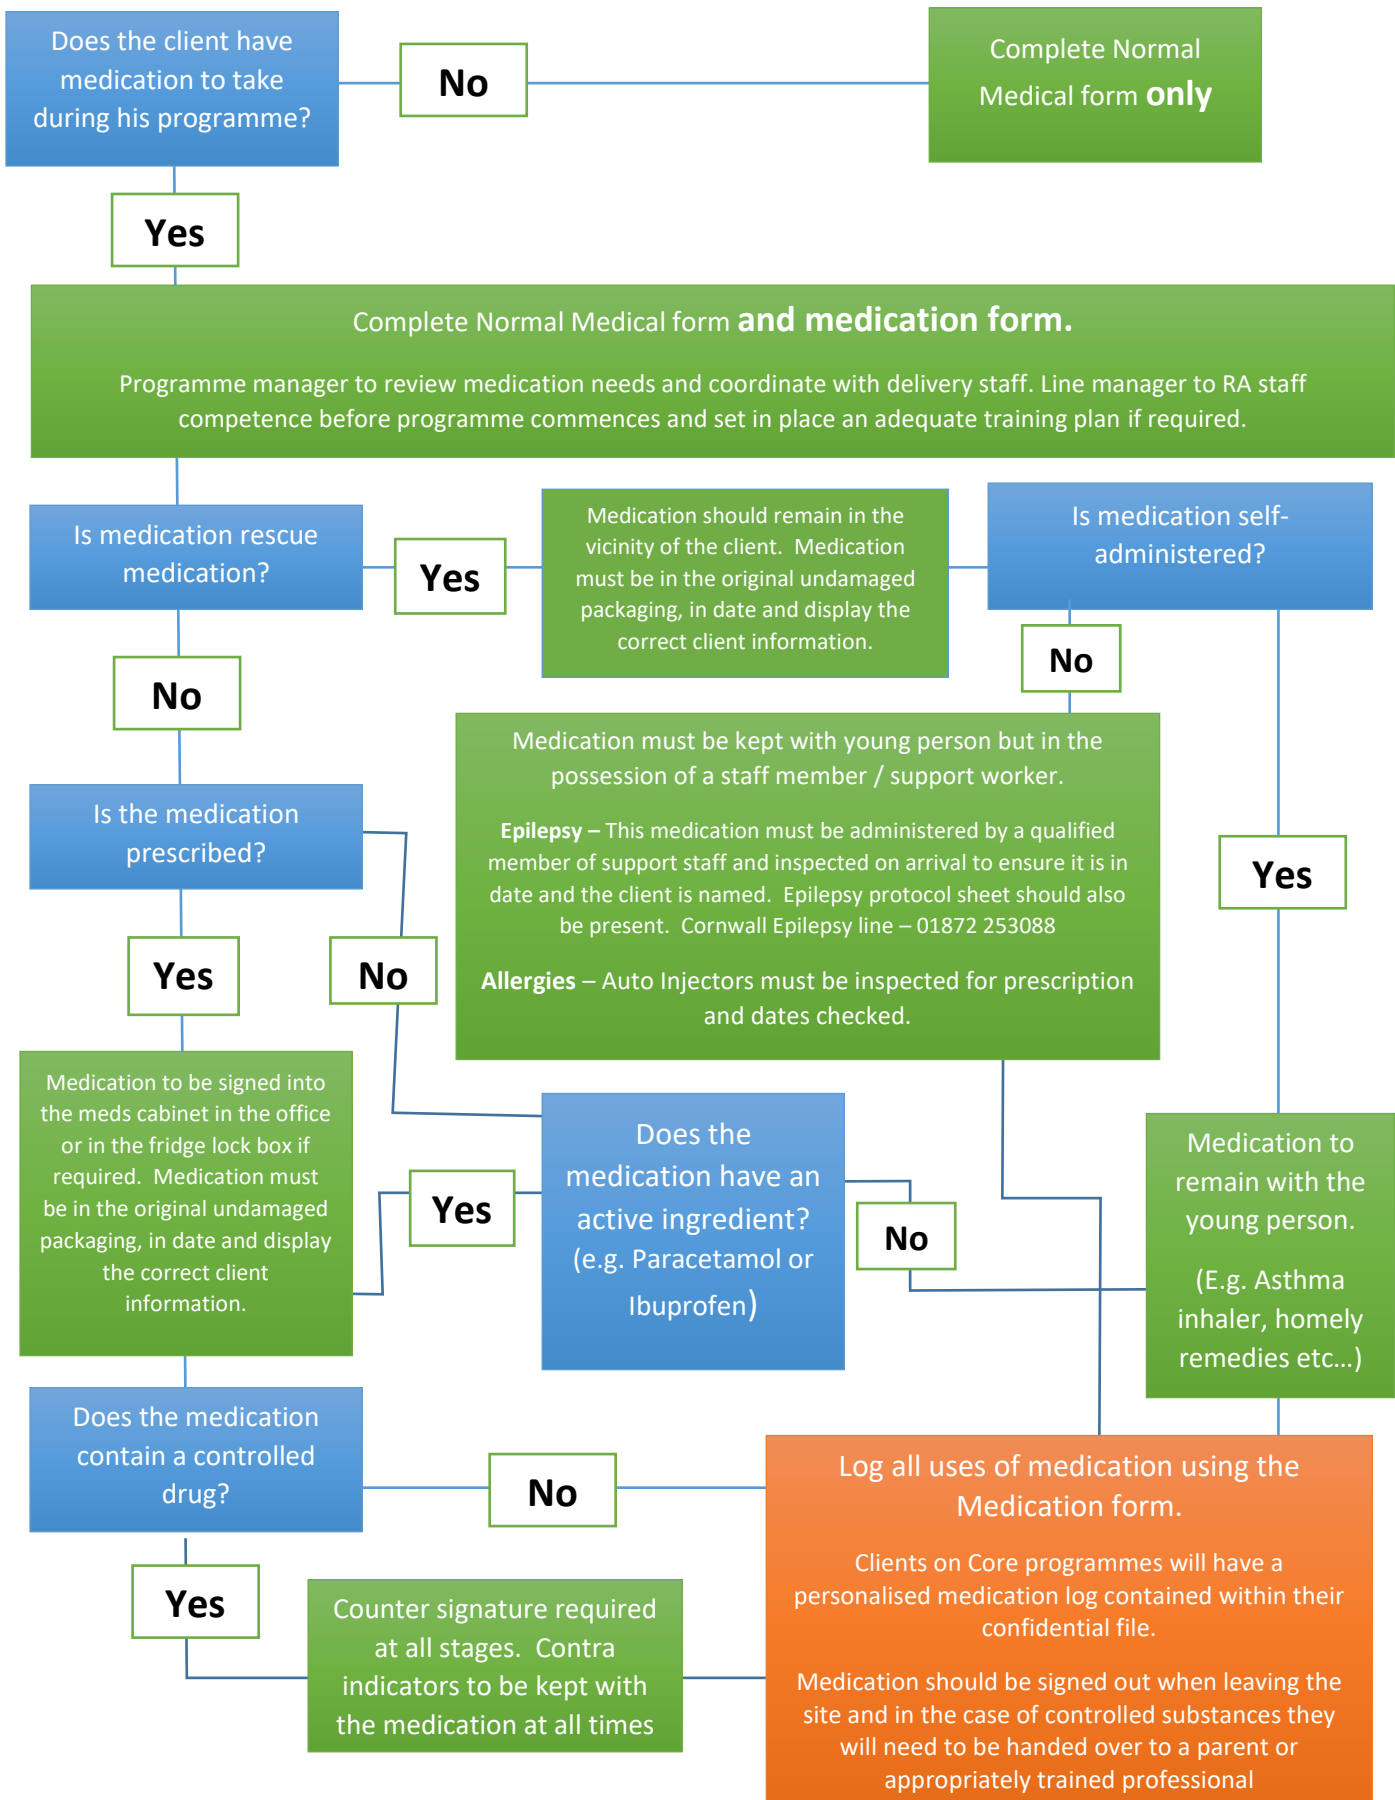 Does the client have
medication to take
during his programme?
No
Complete Normal
Medical form only
Yes
Complete Normal Medical form and medication form.
Programme manager to review medication needs and coordinate with delivery staff. Line manager to RA staff
competence before programme commences and set in place an adequate training plan if required.
Is medication rescue
medication?
Yes
Medication should remain in the
vicinity of the client. Medication
must be in the original undamaged
packaging, in date and display the
correct client information.
Is medication self-
administered?
No
No
Medication must be kept with young person but in the
possession of a staff member / support worker.
Epilepsy – This medication must be administered by a qualified
member of support staff and inspected on arrival to ensure it is in
date and the client is named. Epilepsy protocol sheet should also
be present. Cornwall Epilepsy line – 01872 253088
Allergies – Auto Injectors must be inspected for prescription
and dates checked.
Is the medication
prescribed?
Yes
Yes
No
Medication to be signed into
the meds cabinet in the office
or in the fridge lock box if
required. Medication must
be in the original undamaged
packaging, in date and display
the correct client
information.
Yes
Does the
medication have an
active ingredient?
(e.g. Paracetamol or
Ibuprofen)
No
Medication to
remain with the
young person.
(E.g. Asthma
inhaler, homely
remedies etc…)
Does the medication
contain a controlled
drug?
No
Log all uses of medication using the
Medication form.
Clients on Core programmes will have a
personalised medication log contained within their
confidential file.
Medication should be signed out when leaving the
site and in the case of controlled substances they
will need to be handed over to a parent or
appropriately trained professional
Yes
Counter signature required
at all stages. Contra
indicators to be kept with
the medication at all times